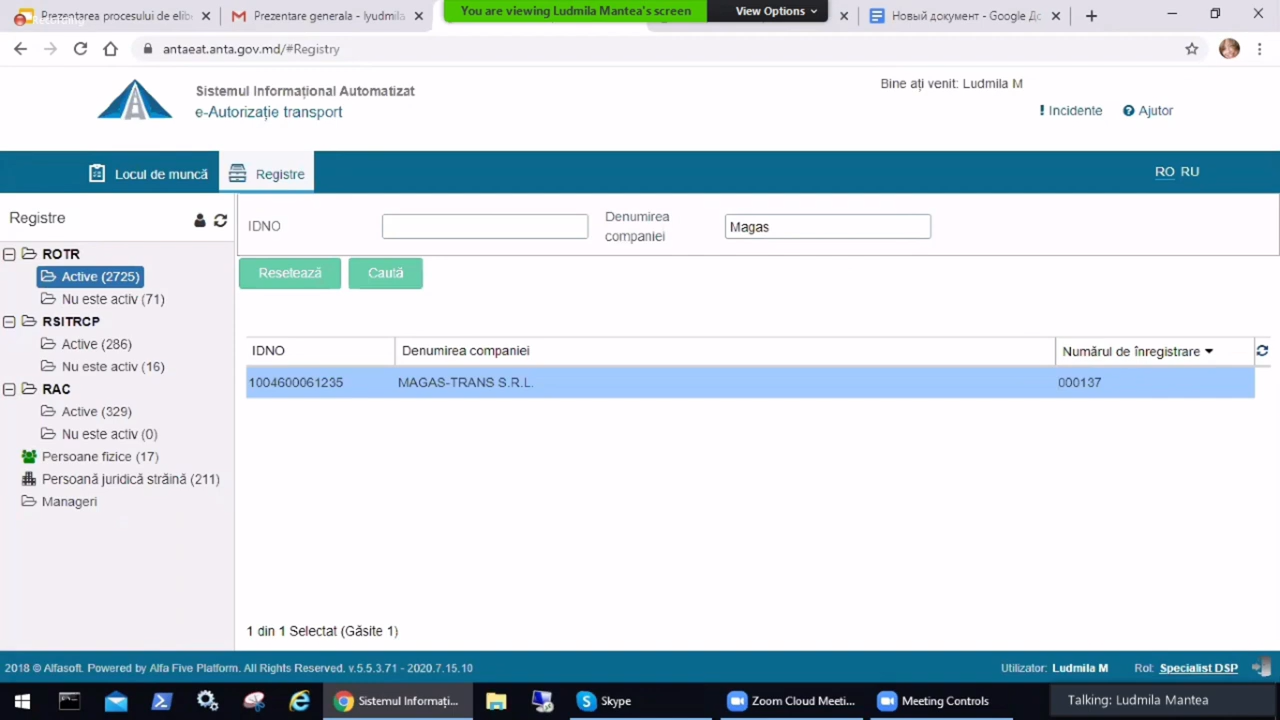 You are viewing Ludmila Mantea's screen
View Options
Prezentarea procesului de elib
Prezentare generala - lyudmila
Новый документ - Google До
antaeat.anta.gov.md/#Registry
Sistemul Informațional Automatizat
e-Autorizație transport
Bine ați venit: Ludmila M
! Incidente
? Ajutor
Locul de muncă
Registre
RO RU
Registre
ROTR
Active (2725)
Nu este activ (71)
RSITRCP
Active (286)
Nu este activ (16)
RAC
Active (329)
Nu este activ (0)
Persoane fizice (17)
Persoană juridică străină (211)
Manageri
IDNO
Denumirea
companiei
Magas
Resetează
Caută
IDNO
Denumirea companiei
Numărul de înregistrare
1004600061235
MAGAS-TRANS S.R.L.
000137
1 din 1 Selectat (Găsite 1)
2018 © Alfasoft. Powered by Alfa Five Platform. All Rights Reserved. v.5.5.3.71 - 2020.7.15.10
Utilizator: Ludmila M
Rol: Specialist DSP
Sistemul Informați...
Skype
Zoom Cloud Meeti...
Meeting Controls
Talking: Ludmila Mantea